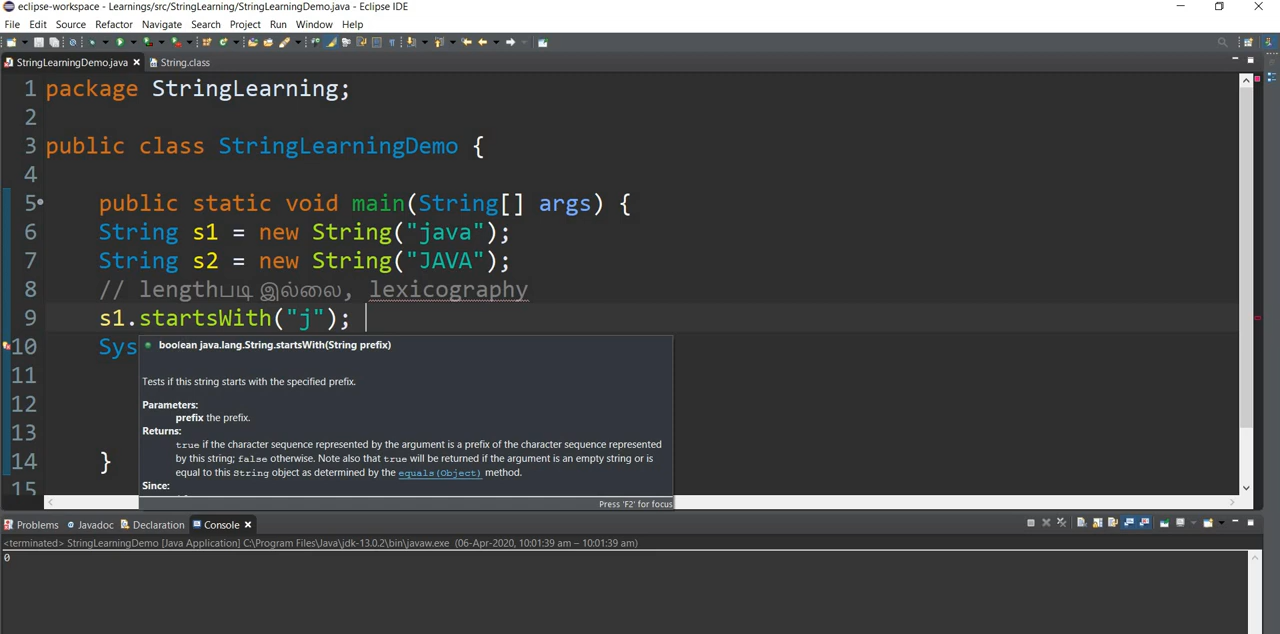 eclipse-workspace - Learnings/src/StringLearning/StringLearningDemo.java - Eclipse IDE
File Edit Source Refactor Navigate Search Project Run Window Help
StringLearningDemo.java String.class
1 package StringLearning;
2
3 public class StringLearningDemo {
4
5 public static void main(String[] args) {
6 String s1 = new String("java");
7 String s2 = new String("JAVA");
8 // lengthபடி இல்லை, lexicography
9 s1.startsWith("j");
10 Sys
boolean java.lang.String.startsWith(String prefix)
11
Tests if this string starts with the specified prefix.
12
Parameters:
prefix the prefix.
13
Returns:
true if the character sequence represented by the argument is a prefix of the character sequence represented
by this string; false otherwise. Note also that true will be returned if the argument is an empty string or is
14 }
equal to this String object as determined by the equals(Object) method.
15
Since:
Press 'F2' for focus
Problems Javadoc Declaration Console
<terminated> StringLearningDemo [Java Application] C:\Program Files\Java\jdk-13.0.2\bin\javaw.exe (06-Apr-2020, 10:01:39 am – 10:01:39 am)
0